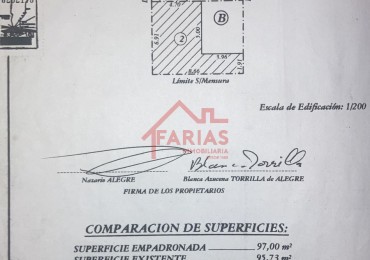 B
2
Límite S/Mensura
Escala de Edificación: 1/200
FARIAS
INMOBILIARIA
Nazario ALEGRE.
Blanca Azucena TORRILLA de ALEGRE.
FIRMA DE LOS PROPIETARIOS
COMPARACION DE SUPERFICIES:
SUPERFICIE EMPADRONADA 97,00 m²
SUPERFICIE EXISTENTE 95,73 m²